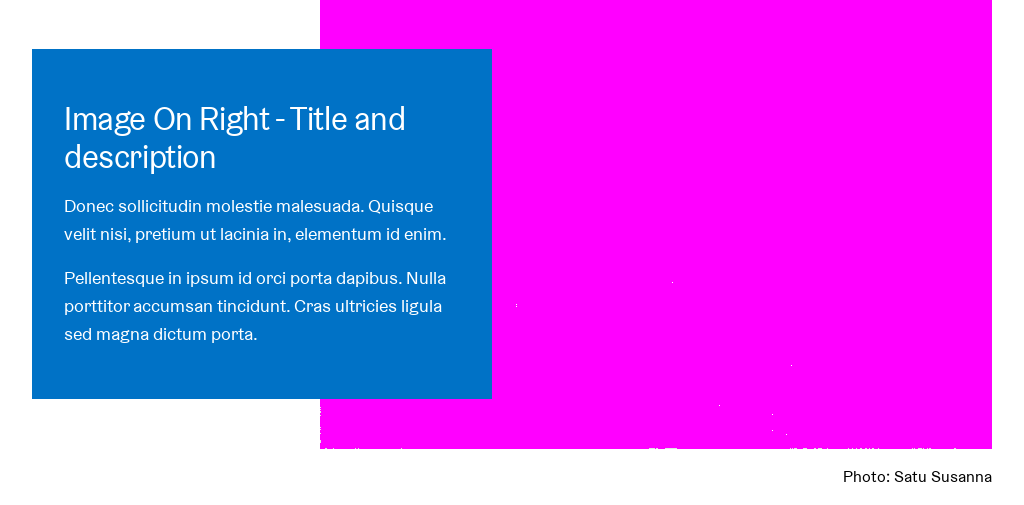 Image On Right - Title and
description
Donec sollicitudin molestie malesuada. Quisque
velit nisi, pretium ut lacinia in, elementum id enim.
Pellentesque in ipsum id orci porta dapibus. Nulla
porttitor accumsan tincidunt. Cras ultricies ligula
sed magna dictum porta.
Photo: Satu Susanna